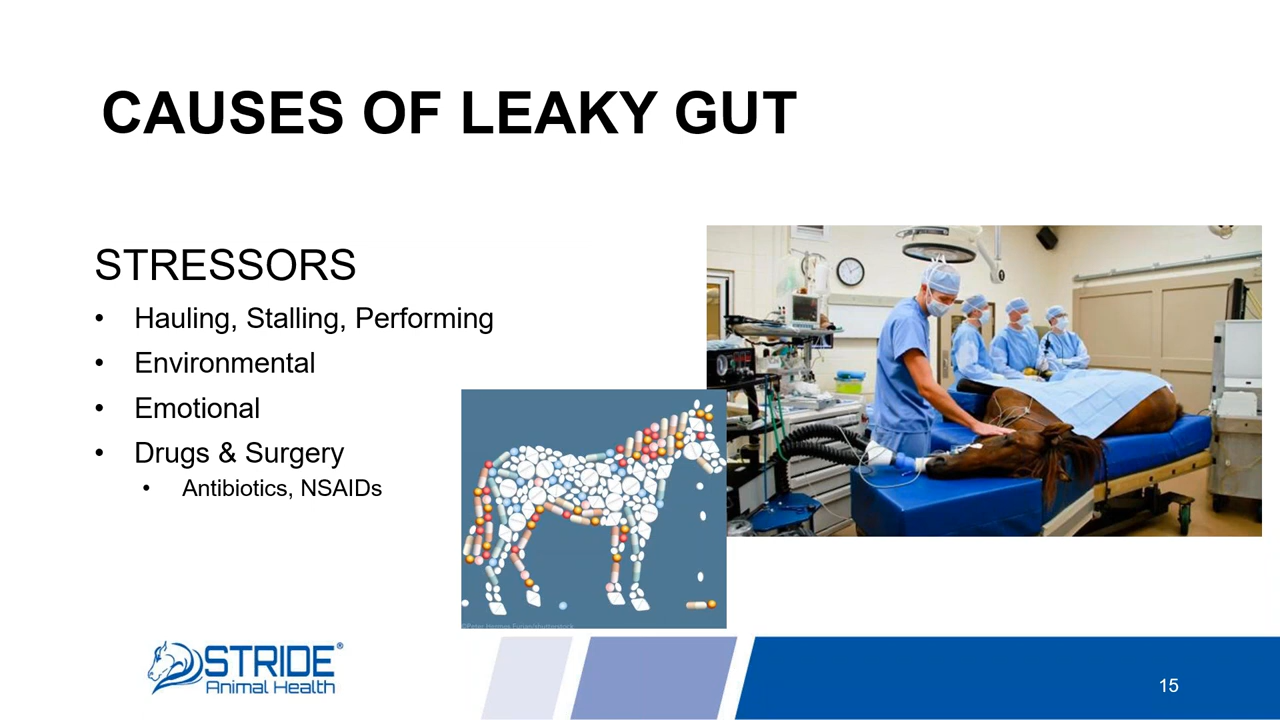 CAUSES OF LEAKY GUT
STRESSORS
• Hauling, Stalling, Performing
• Environmental
• Emotional
• Drugs & Surgery
• Antibiotics, NSAIDs
STRIDE®
Animal Health
15